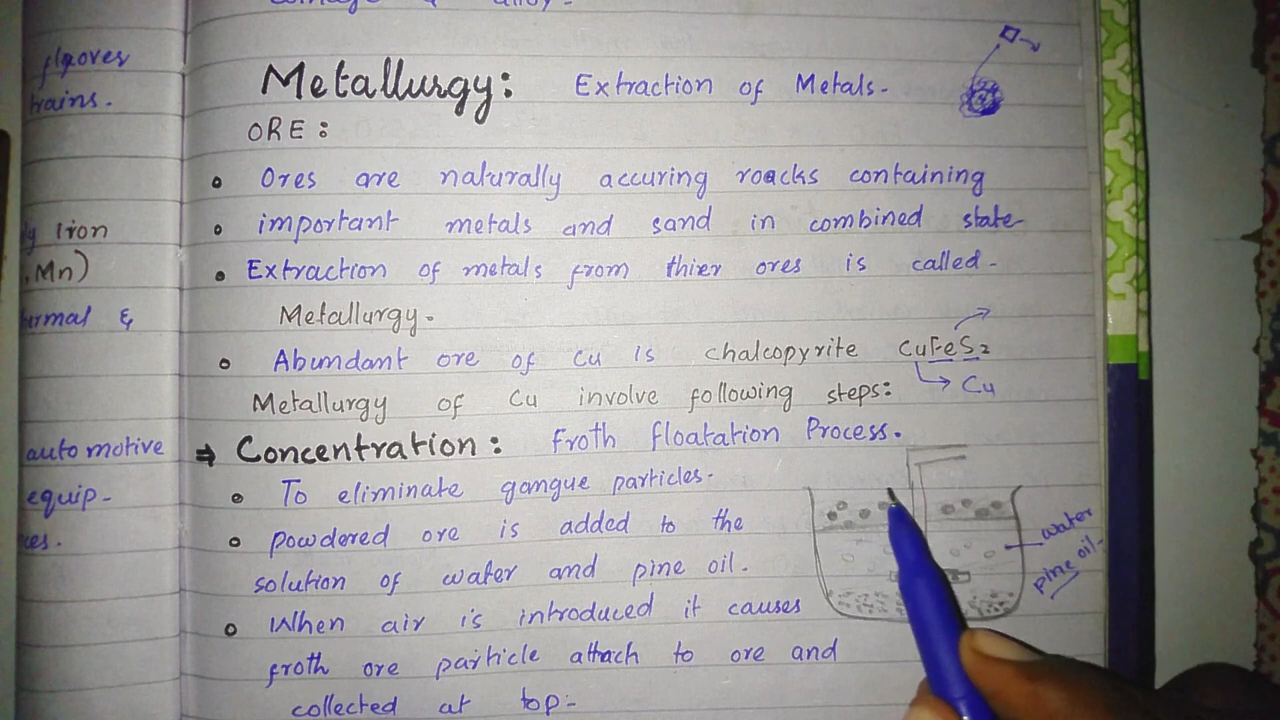 flyoves
trains.
Iron
.Mn)
&
automotive
equip-
ces.
Metallurgy: Extraction of Metals.
ORE:
Ores are naturally accuring roacks containing
important metals and sand in combined state
Extraction of metals from thier ores is called.
Metallurgy.
Abundant ore of Cu is chalcopyrite CuFeS2
Cu
Metallurgy of Cu involve following steps:
⇒ Concentration: Froth floatation Process.
To eliminate gangue particles.
Powdered ore is added to the
solution of water and pine oil.
When air is introduced it causes
froth ore particle attach to ore and
collected at top:-
water
pine oil.